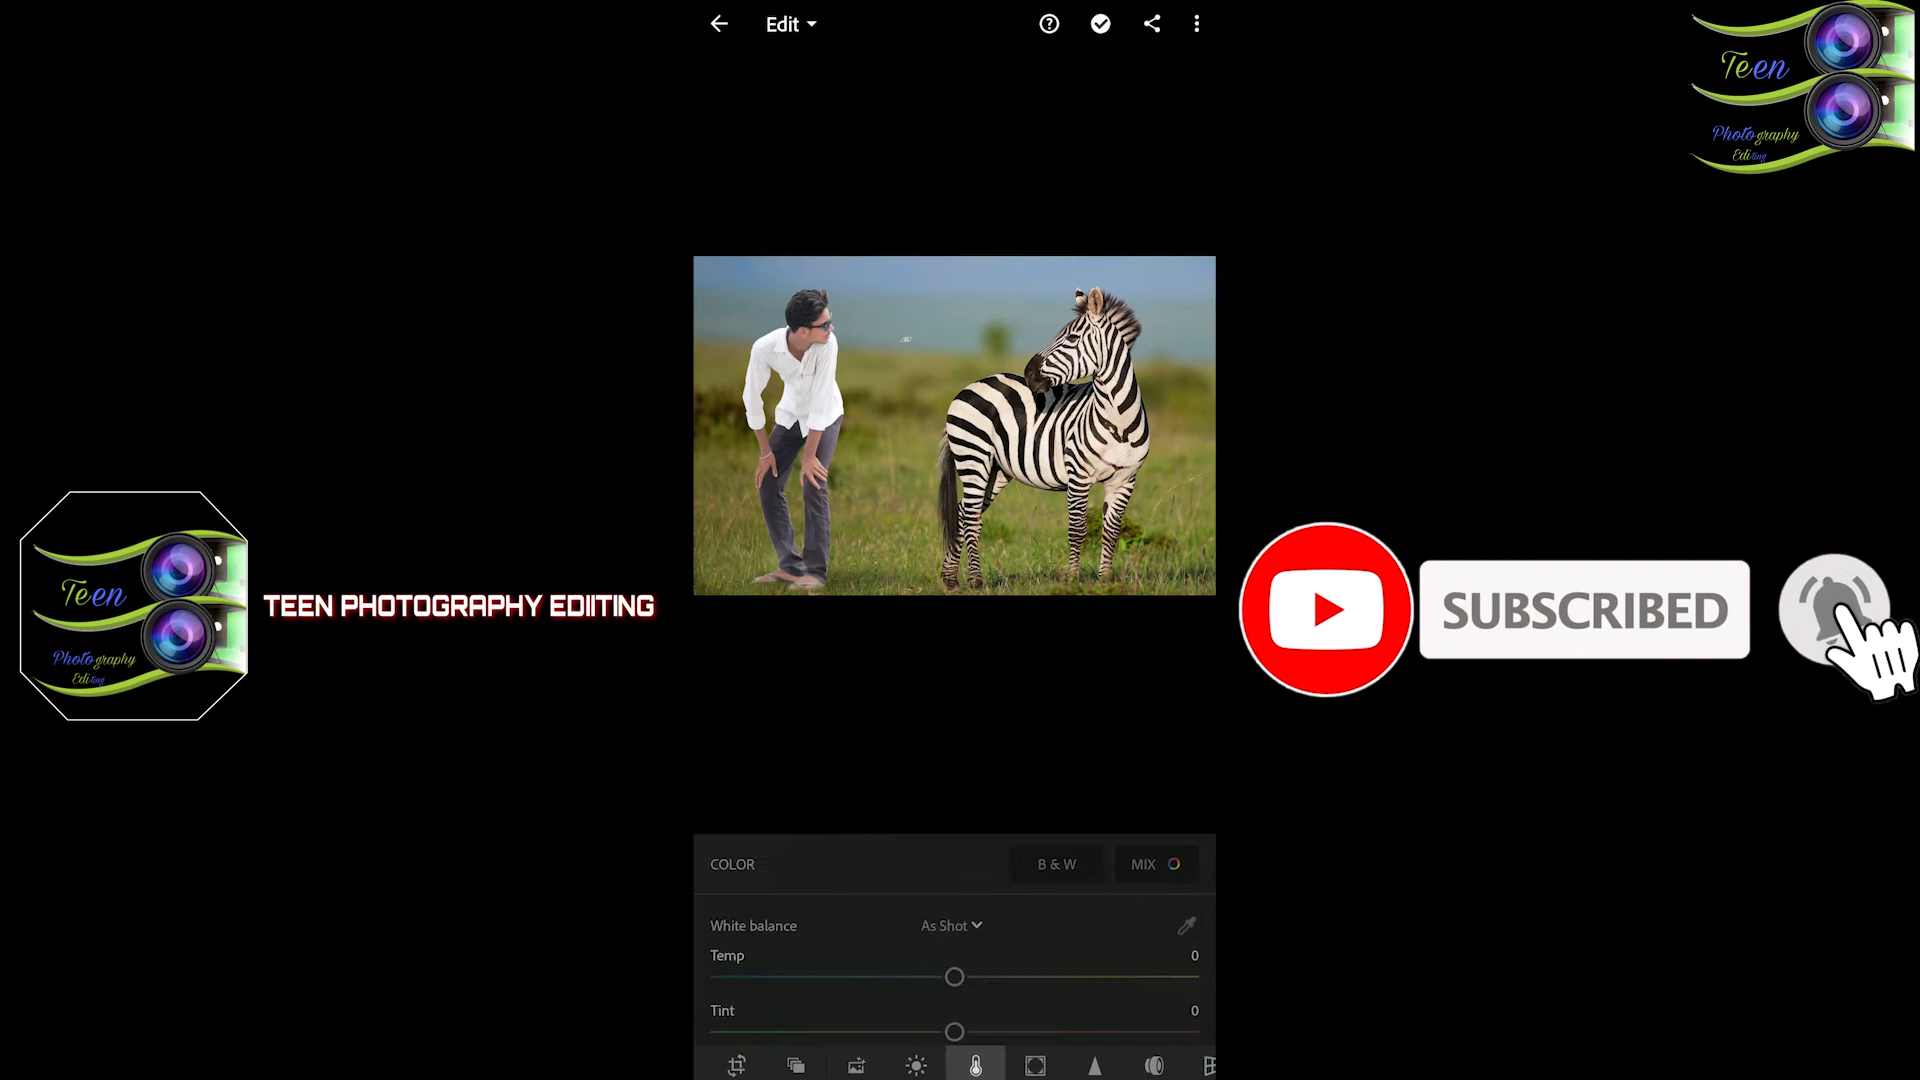 Edit
Teen
Photography
Editing
Teen
Photography
Editing
TEEN PHOTOGRAPHY EDIITING
SUBSCRIBED
COLOR
B & W
MIX
White balance
As Shot
Temp
0
Tint
0